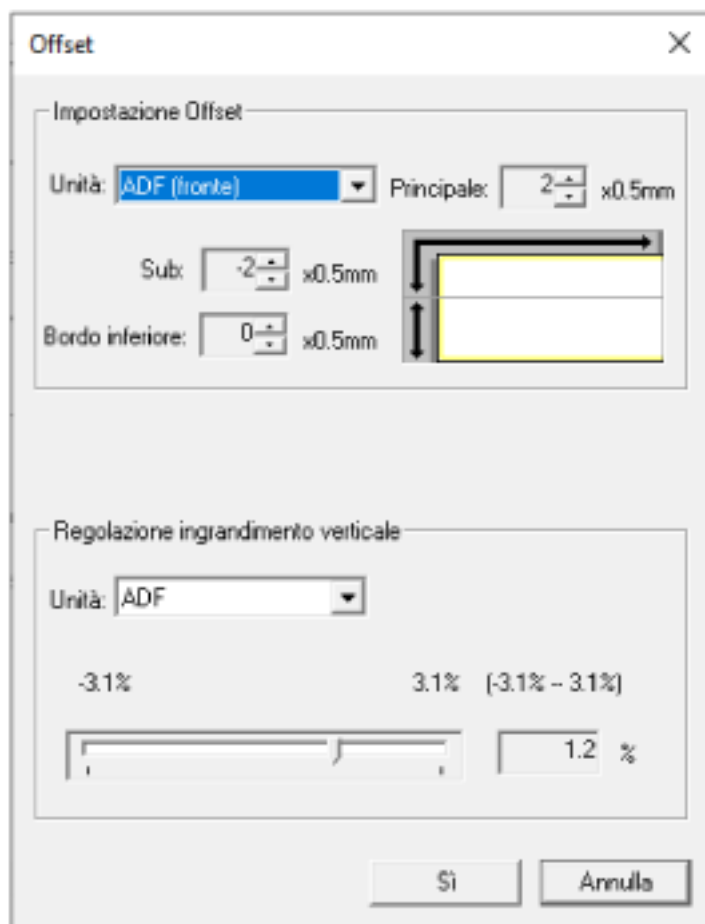 Offset
Impostazione Offset
Unità: ADF (fronte) Principale: 2 x0.5mm
Sub: -2 x0.5mm
Bordo inferiore: 0 x0.5mm
Regolazione ingrandimento verticale
Unità: ADF
-3.1% 3.1% (-3.1% -- 3.1%)
1.2 %
Sì Annulla